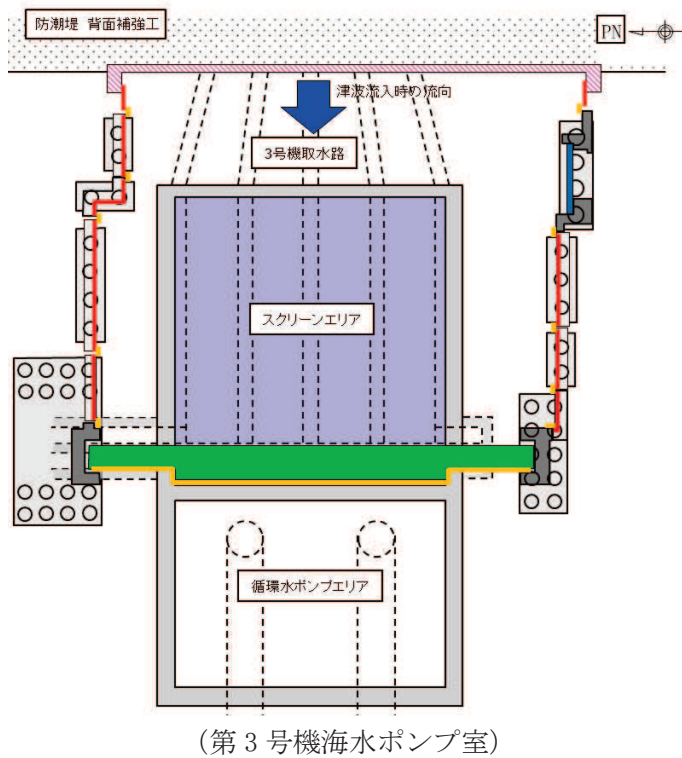 防潮堤 背面補強工
PN
津波流入時の流向
3号機取水路
スクリーンエリア
循環水ポンプエリア
（第3号機海水ポンプ室）